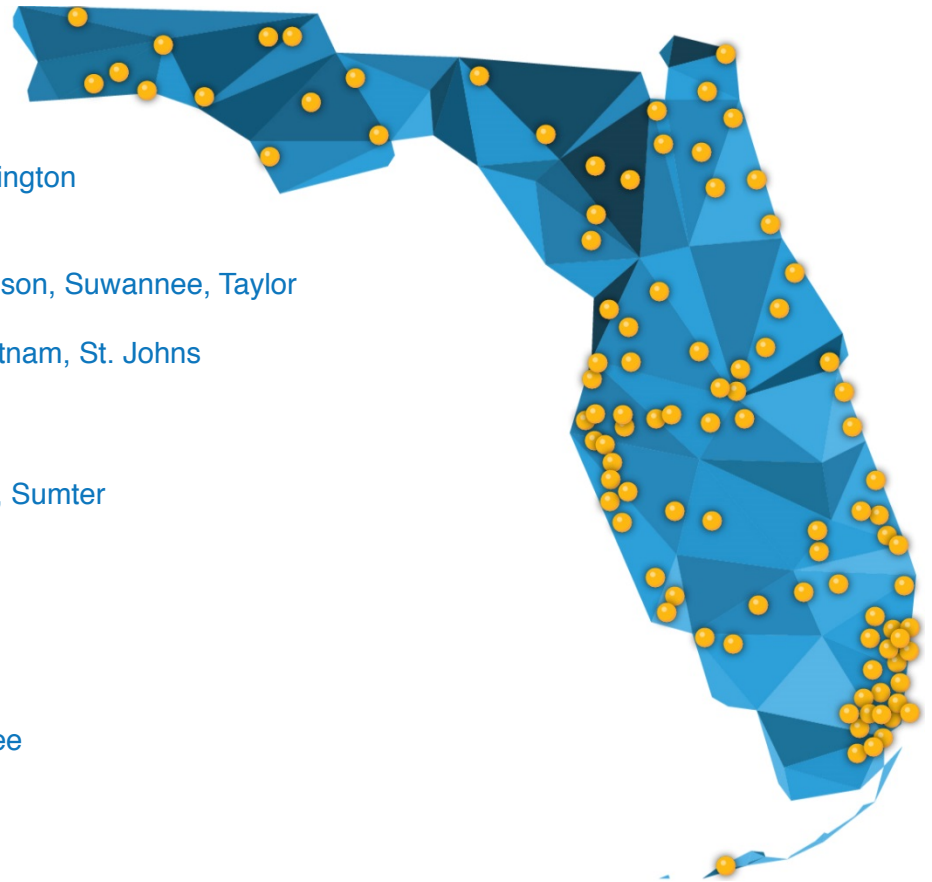 ington
son, Suwannee, Taylor
tnam, St. Johns
, Sumter
ee